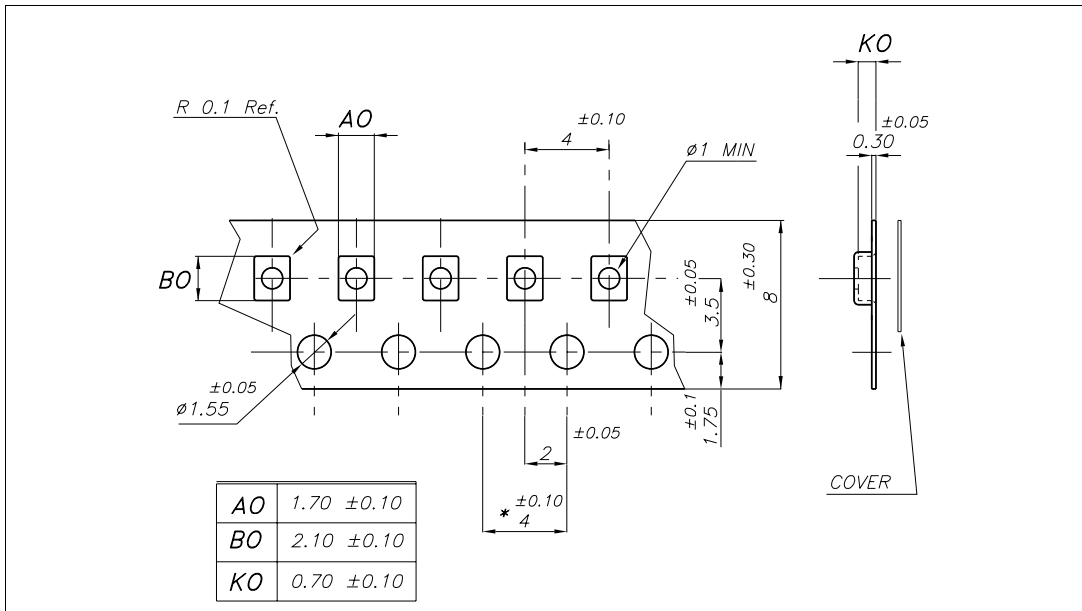 KO
R 0.1 Ref.
AO
±0.10
4
⌀1 MIN
±0.05
0.30
BO
±0.05
3.5
±0.30
8
±0.05
⌀1.55
±0.1
1.75
±0.05
2
±0.10
* 4
COVER
AO 1.70 ±0.10
BO 2.10 ±0.10
KO 0.70 ±0.10